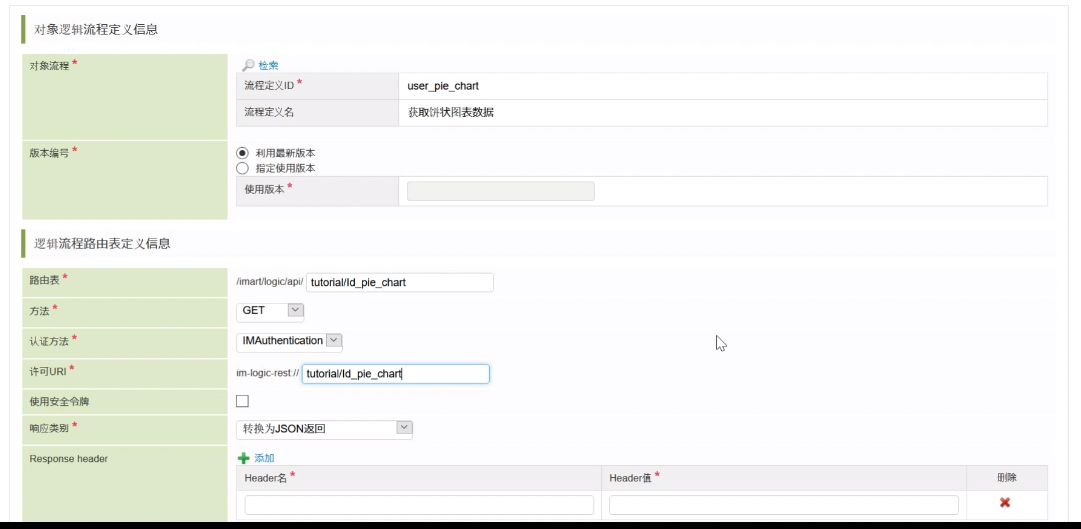 对象逻辑流程定义信息
对象流程 *
检索
流程定义ID *
user_pie_chart
流程定义名
获取饼状图表数据
版本编号 *
利用最新版本
指定使用版本
使用版本 *
逻辑流程路由表定义信息
路由表 *
/imart/logic/api/ tutorial/Id_pie_chart
方法 *
GET
认证方法 *
IMAuthentication
许可URI *
im-logic-rest:// tutorial/Id_pie_chart
使用安全令牌
响应类别 *
转换为JSON返回
Response header
添加
Header名 *
Header值 *
删除